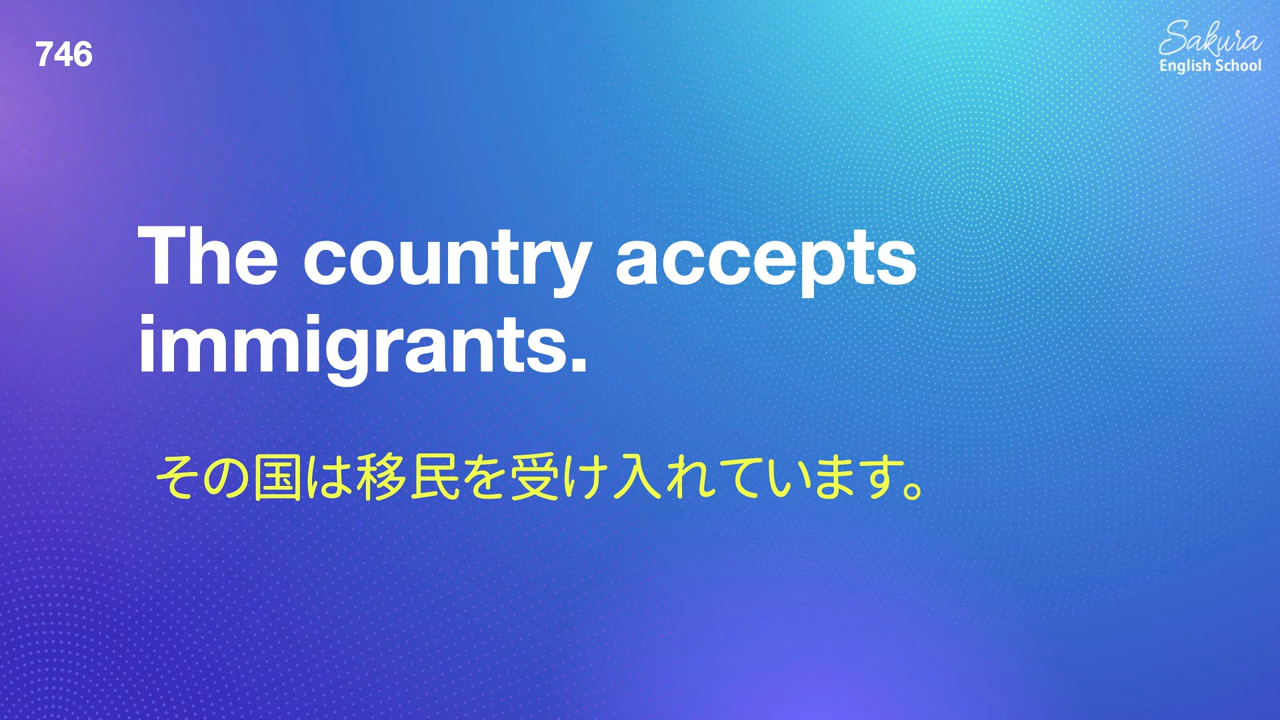 746
Sakura
English School
The country accepts
immigrants.
その国は移民を受け入れています。